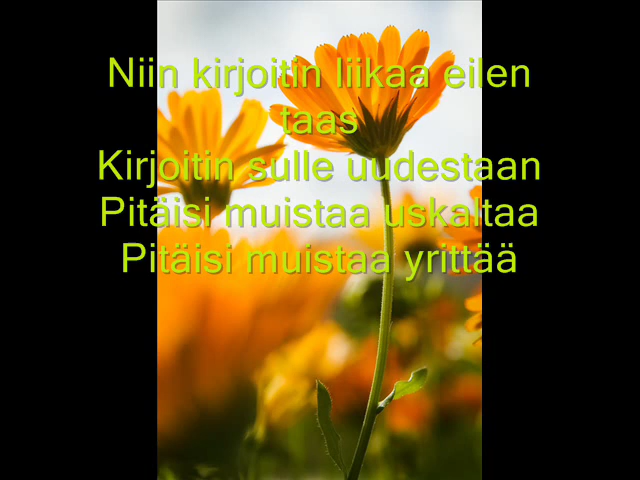 Niin kirjoitin liikaa eilen
taas
Kirjoitin sulle uudestaan
Pitäisi muistaa uskaltaa
Pitäisi muistaa yrittää